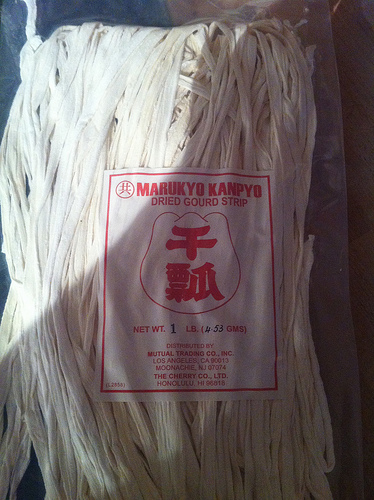 共 MARUKYO KANPYO
DRIED GOURD STRIP
干
瓢
NET WT. 1 LB. (453 GMS)
DISTRIBUTED BY
MUTUAL TRADING CO., INC.
LOS ANGELES, CA 90013
MOONACHIE, NJ 07074
THE CHERRY CO., LTD.
HONOLULU, HI 96819